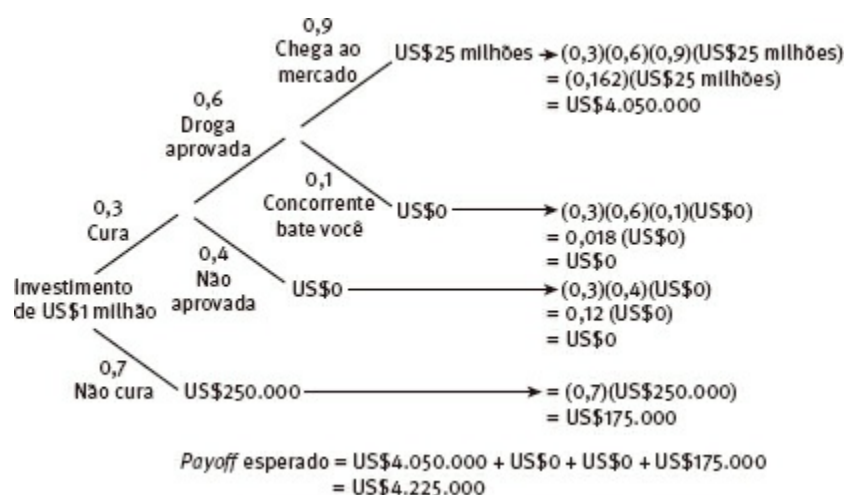 0,9
Chega ao
mercado
US$25 milhões
(0,3)(0,6)(0,9)(US$25 milhões)
= (0,162)(US$25 milhões)
= US$4.050.000
0,6
Droga
aprovada
0,1
Concorrente
bate você
US$0
(0,3)(0,6)(0,1)(US$0)
= 0,018 (US$0)
= US$0
0,3
Cura
0,4
Não
aprovada
US$0
(0,3)(0,4)(US$0)
= 0,12 (US$0)
= US$0
Investimento
de US$1 milhão
0,7
Não cura
US$250.000
= (0,7)(US$250.000)
= US$175.000
Payoff esperado = US$4.050.000 + US$0 + US$0 + US$175.000
= US$4.225.000